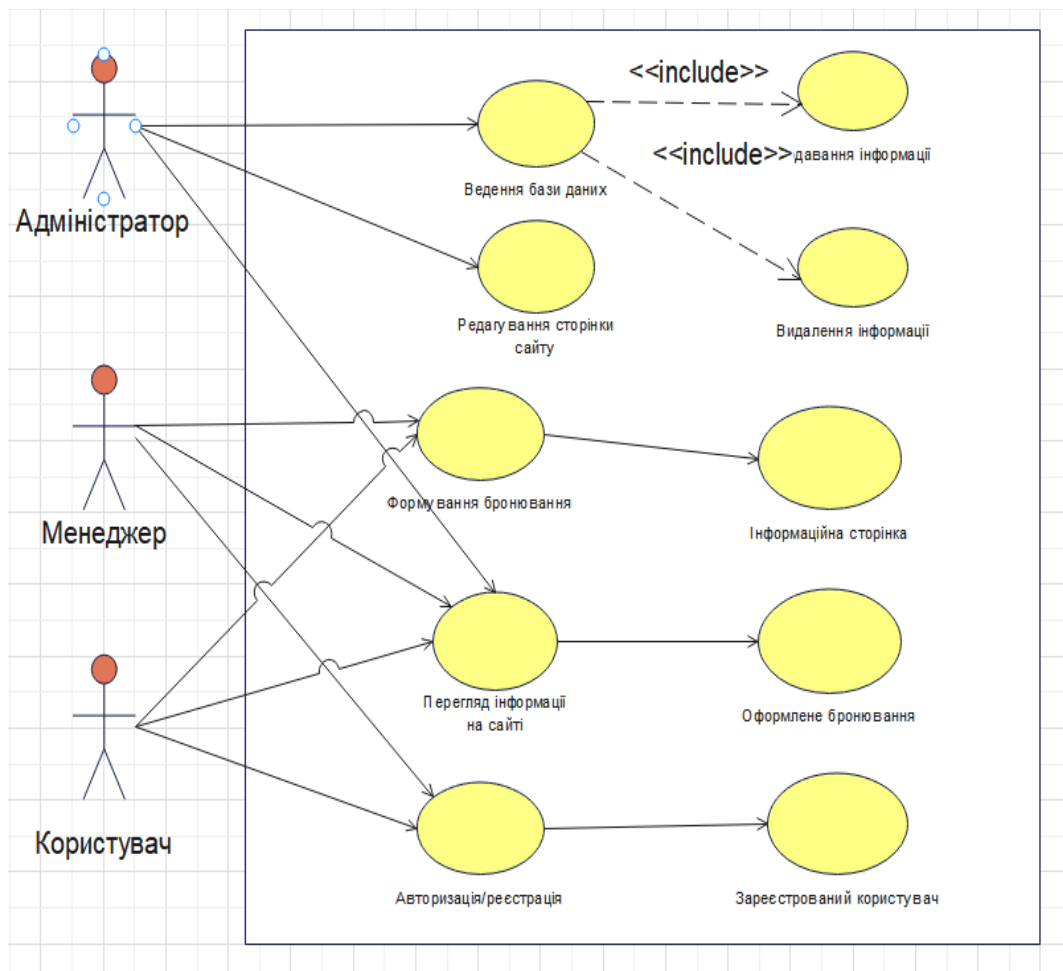 <<include>>
<<include>>
давання інформації
Ведення бази даних
Адміністратор
Редагування сторінки
сайту
Видалення інформації
Формування бронювання
Менеджер
Інформаційна сторінка
Перегляд інформації
на сайті
Оформлене бронювання
Користувач
Авторизація/реєстрація
Зареєстрований користувач